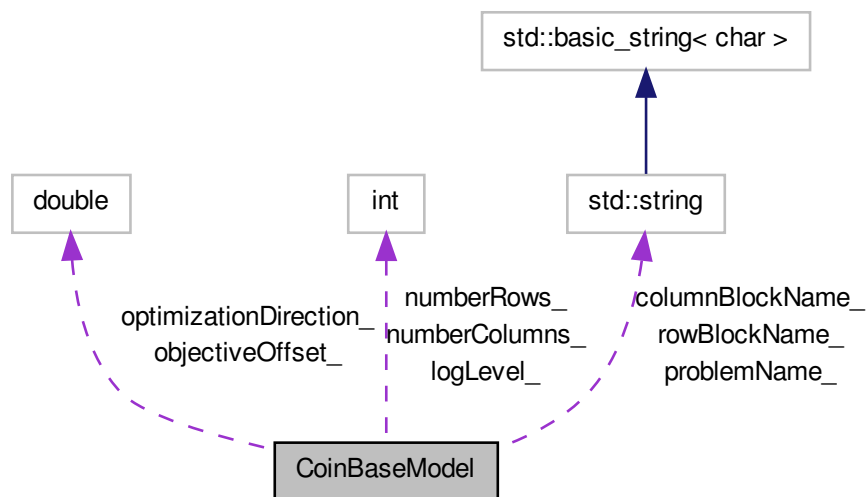 std::basic_string< char >
double
int
std::string
optimizationDirection_
objectiveOffset_
numberRows_
numberColumns_
logLevel_
columnBlockName_
rowBlockName_
problemName_
CoinBaseModel